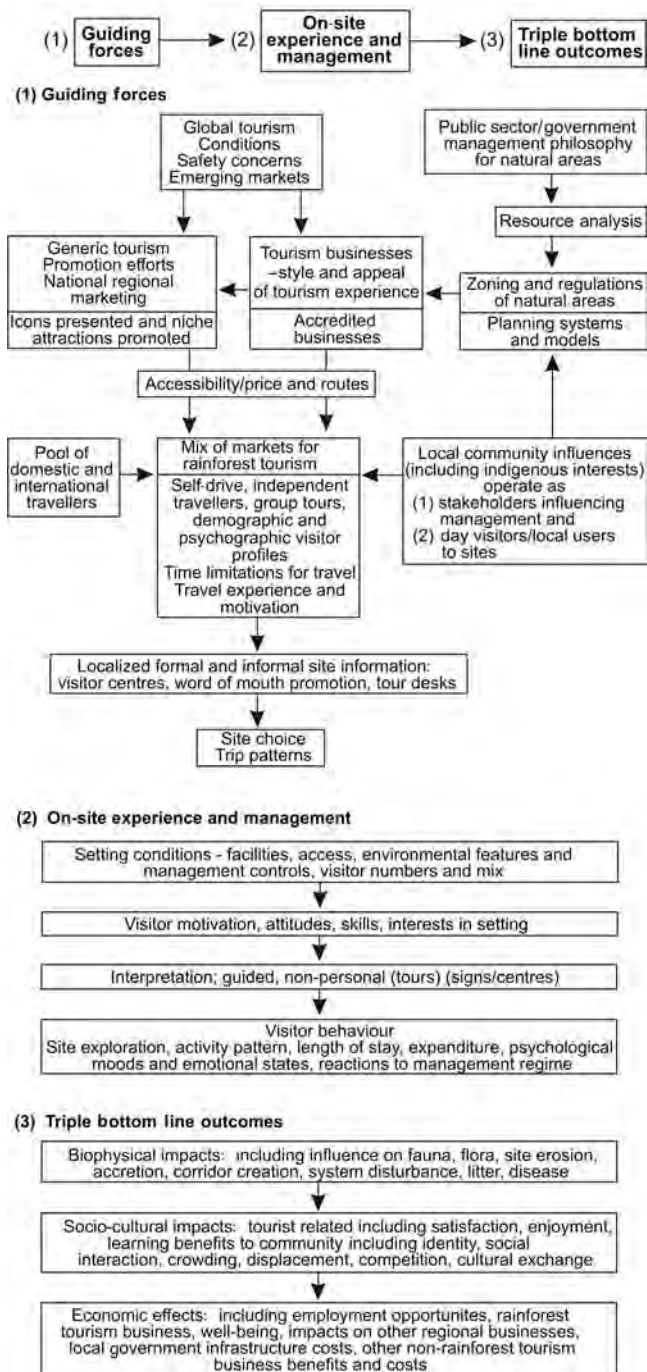 (1) Guiding forces
(2) On-site experience and management
(3) Triple bottom line outcomes
(1) Guiding forces
Global tourism
Conditions
Safety concerns
Emerging markets
Public sector/government
management philosophy
for natural areas
Resource analysis
Generic tourism
Promotion efforts
National regional
marketing
Icons presented and niche
attractions promoted
Tourism businesses
–style and appeal
of tourism experience
Accredited
businesses
Zoning and regulations
of natural areas
Planning systems
and models
Accessibility/price and routes
Pool of
domestic and
international
travellers
Mix of markets for
rainforest tourism
Self-drive, independent
travellers, group tours,
demographic and
psychographic visitor
profiles
Time limitations for travel
Travel experience and
motivation
Local community influences
(including indigenous interests)
operate as
(1) stakeholders influencing
management and
(2) day visitors/local users
to sites
Localized formal and informal site information:
visitor centres, word of mouth promotion, tour desks
Site choice
Trip patterns
(2) On-site experience and management
Setting conditions - facilities, access, environmental features and
management controls, visitor numbers and mix
Visitor motivation, attitudes, skills, interests in setting
Interpretation; guided, non-personal (tours) (signs/centres)
Visitor behaviour
Site exploration, activity pattern, length of stay, expenditure, psychological
moods and emotional states, reactions to management regime
(3) Triple bottom line outcomes
Biophysical impacts: including influence on fauna, flora, site erosion,
accretion, corridor creation, system disturbance, litter, disease
Socio-cultural impacts: tourist related including satisfaction, enjoyment,
learning benefits to community including identity, social
interaction, crowding, displacement, competition, cultural exchange
Economic effects: including employment opportunites, rainforest
tourism business, well-being, impacts on other regional businesses,
local government infrastructure costs, other non-rainforest tourism
business benefits and costs